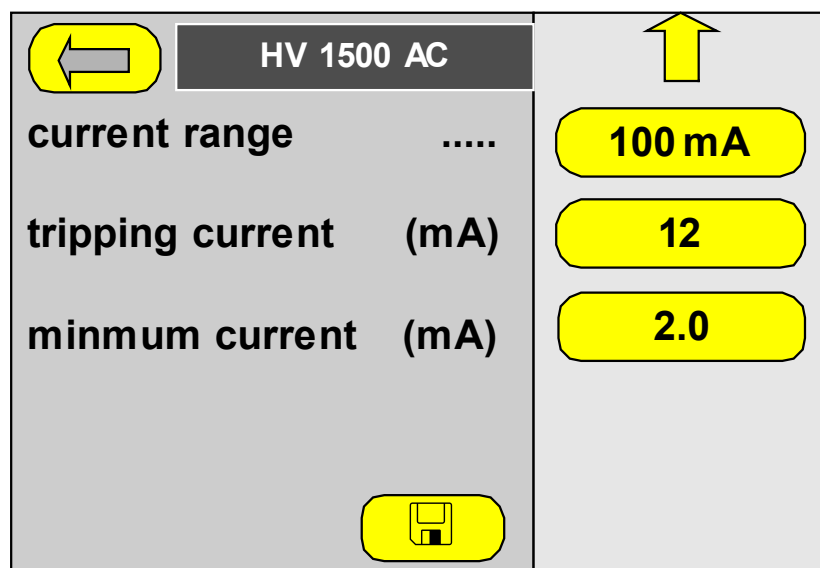 HV 1500 AC
current range ..... 100 mA
tripping current (mA) 12
minmum current (mA) 2.0